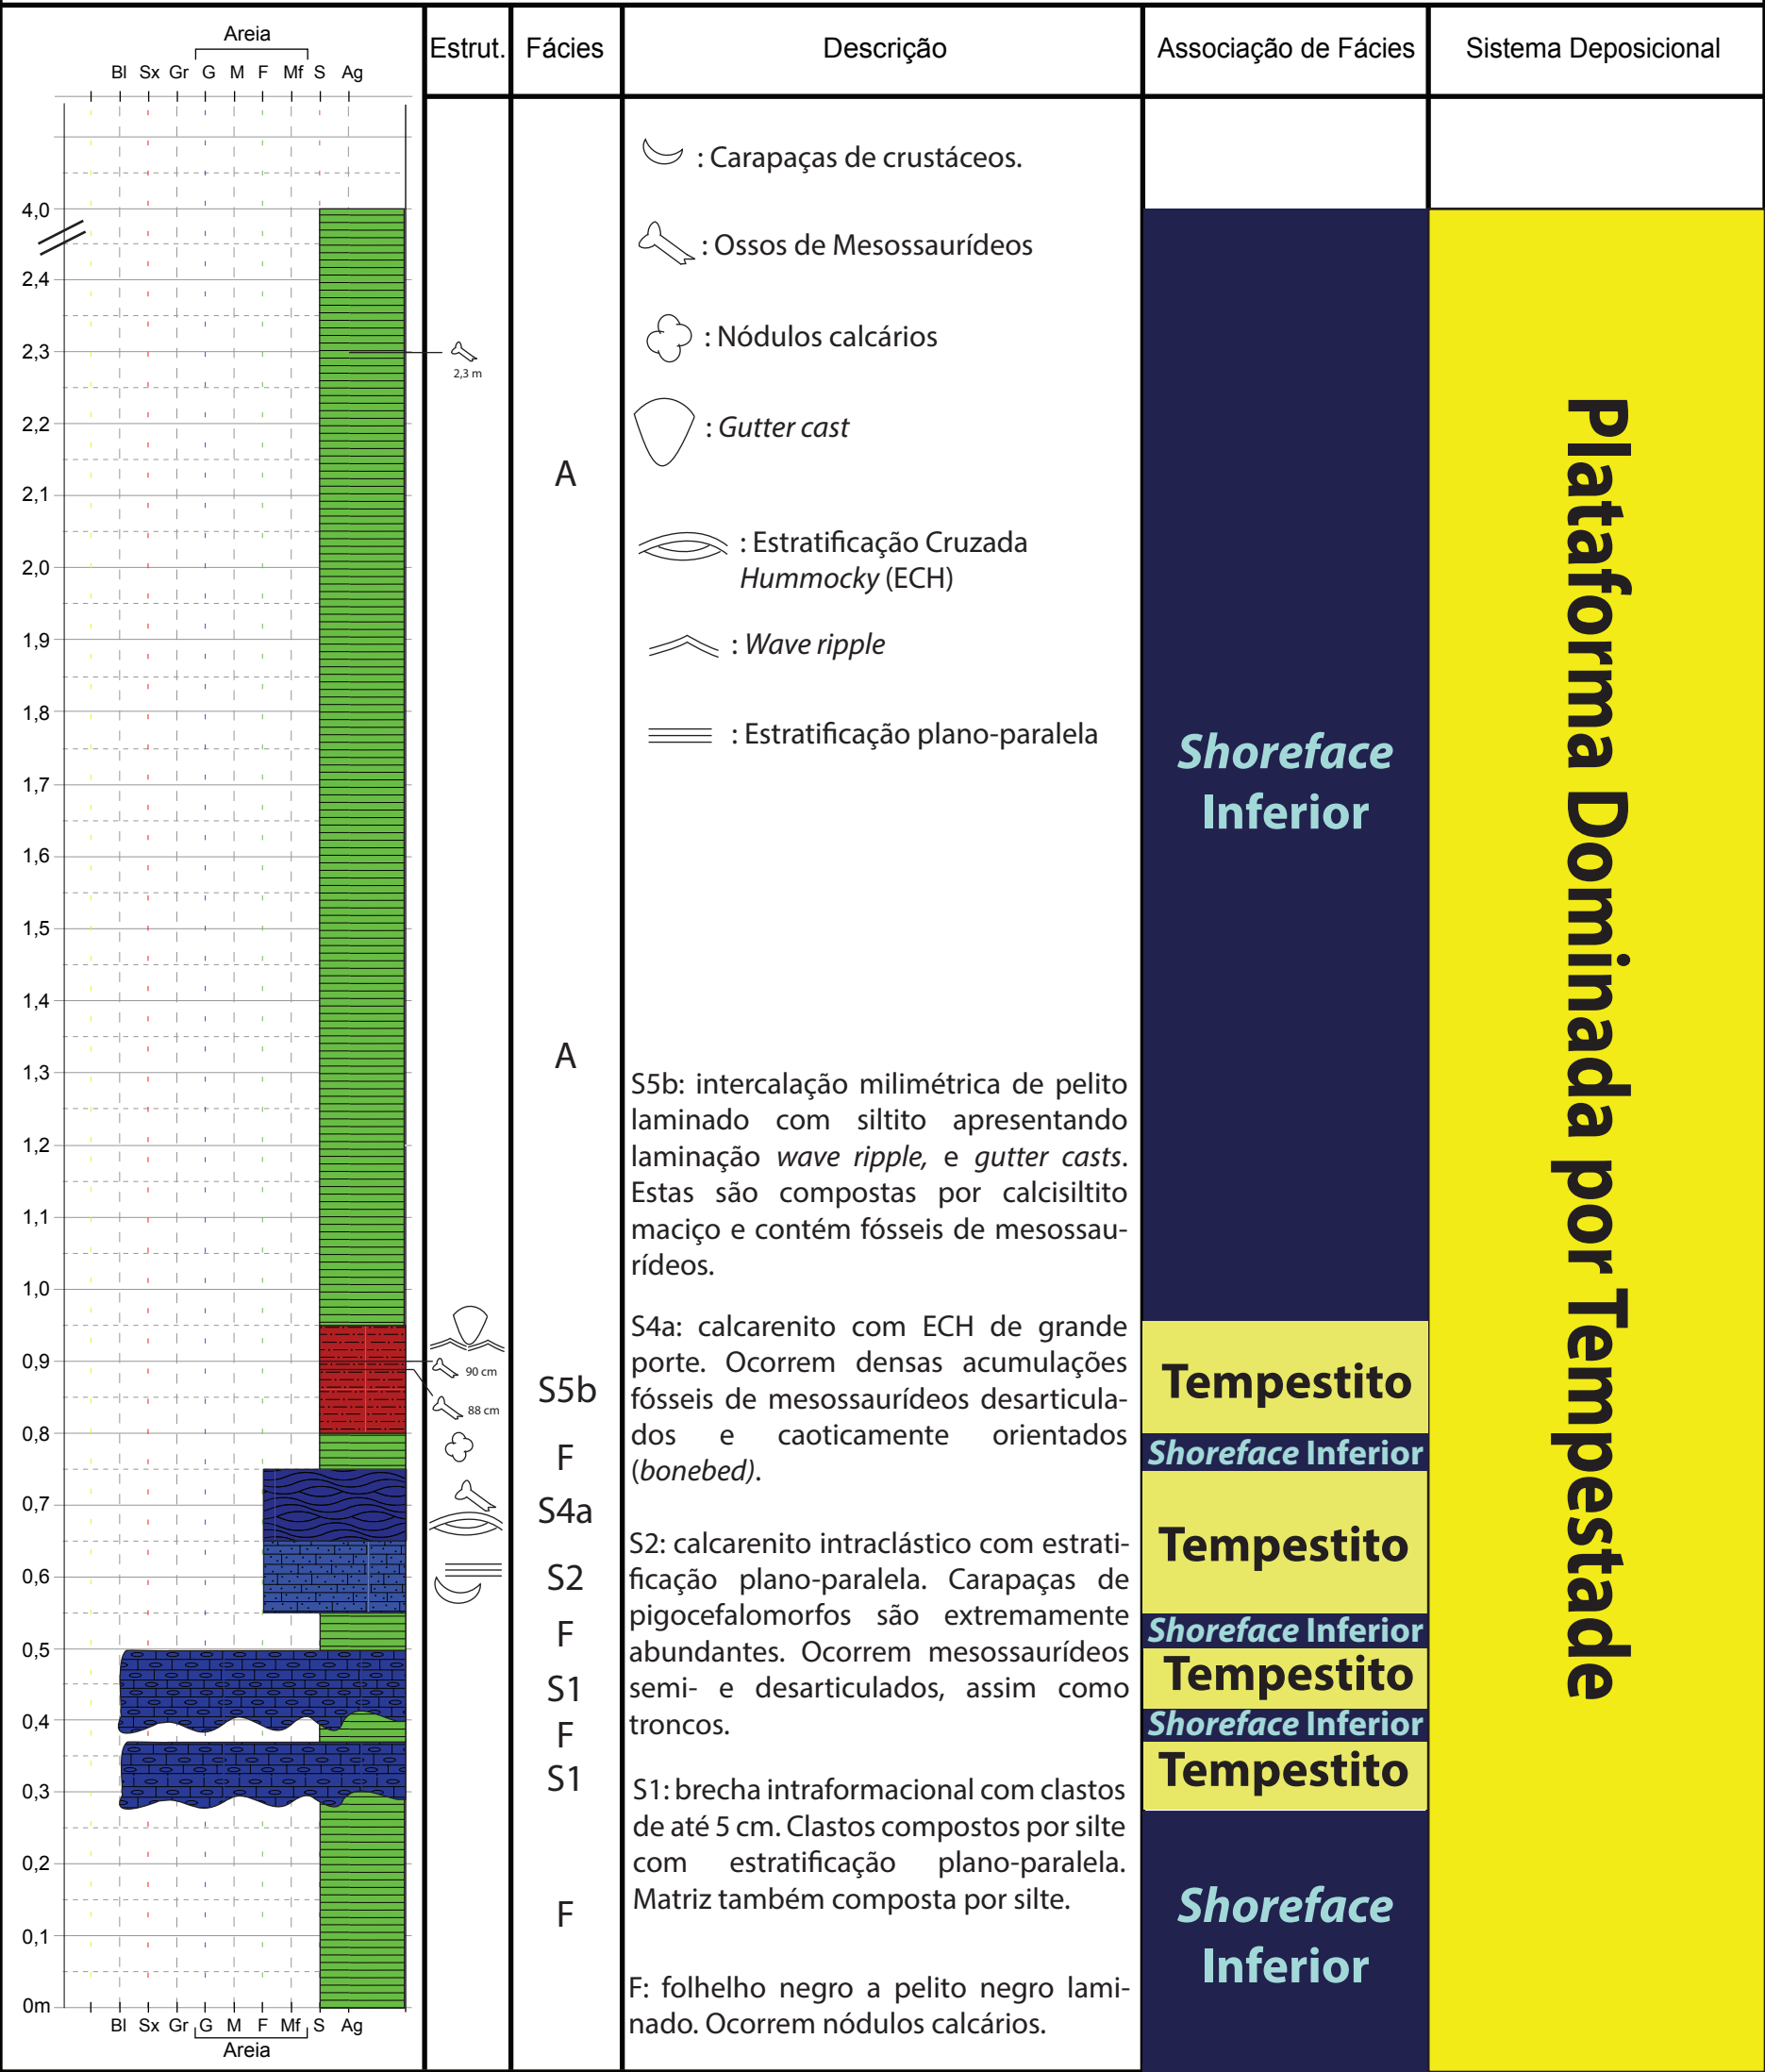 Areia
Bl Sx Gr G M F Mf S Ag
Estrut.
Fácies
Descrição
Associação de Fácies
Sistema Deposicional
4,0
2,4
2,3
2,2
2,1
2,0
1,9
1,8
1,7
1,6
1,5
1,4
1,3
1,2
1,1
1,0
0,9
0,8
0,7
0,6
0,5
0,4
0,3
0,2
0,1
0m
Bl Sx Gr G M F Mf S Ag
Areia
2,3 m
90 cm
88 cm
A
A
S5b
F
S4a
S2
F
S1
F
S1
F
: Carapaças de crustáceos.
: Ossos de Mesossaurídeos
: Nódulos calcários
: Gutter cast
: Estratificação Cruzada
Hummocky (ECH)
: Wave ripple
: Estratificação plano-paralela
S5b: intercalação milimétrica de pelito
laminado com siltito apresentando
laminação wave ripple, e gutter casts.
Estas são compostas por calcisiltito
maciço e contém fósseis de mesossau-
rídeos.
S4a: calcarenito com ECH de grande
porte. Ocorrem densas acumulações
fósseis de mesossaurídeos desarticula-
dos e caoticamente orientados
(bonebed).
S2: calcarenito intraclástico com estrati-
ficação plano-paralela. Carapaças de
pigocefalomorfos são extremamente
abundantes. Ocorrem mesossaurídeos
semi- e desarticulados, assim como
troncos.
S1: brecha intraformacional com clastos
de até 5 cm. Clastos compostos por silte
com estratificação plano-paralela.
Matriz também composta por silte.
F: folhelho negro a pelito negro lami-
nado. Ocorrem nódulos calcários.
Shoreface
Inferior
Tempestito
Shoreface Inferior
Tempestito
Shoreface Inferior
Tempestito
Shoreface Inferior
Tempestito
Shoreface
Inferior
Plataforma Dominada por Tempestade